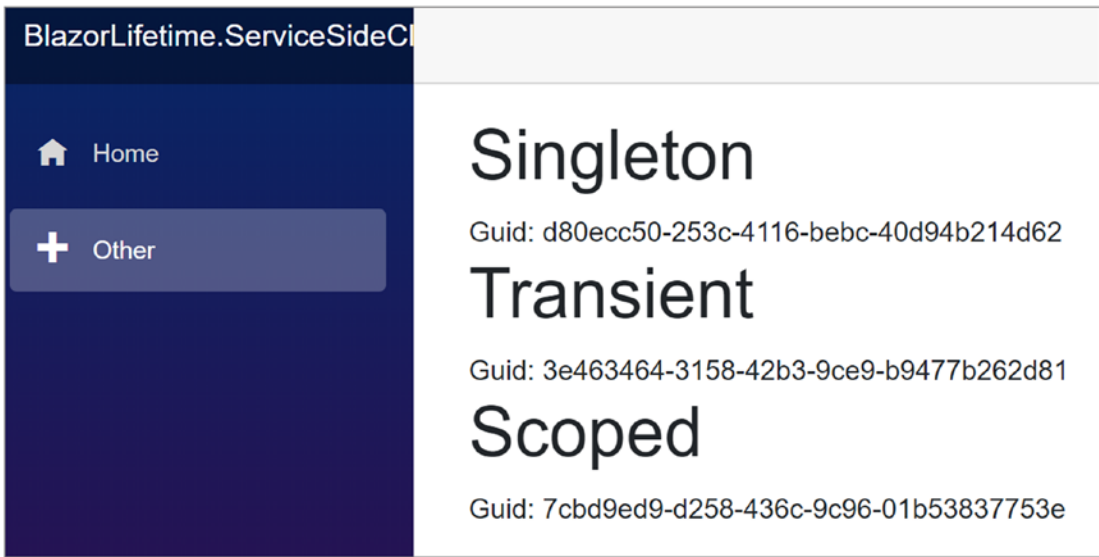 BlazorLifetime.ServiceSideCl
Home
Other
Singleton
Guid: d80ecc50-253c-4116-bebc-40d94b214d62
Transient
Guid: 3e463464-3158-42b3-9ce9-b9477b262d81
Scoped
Guid: 7cbd9ed9-d258-436c-9c96-01b53837753e